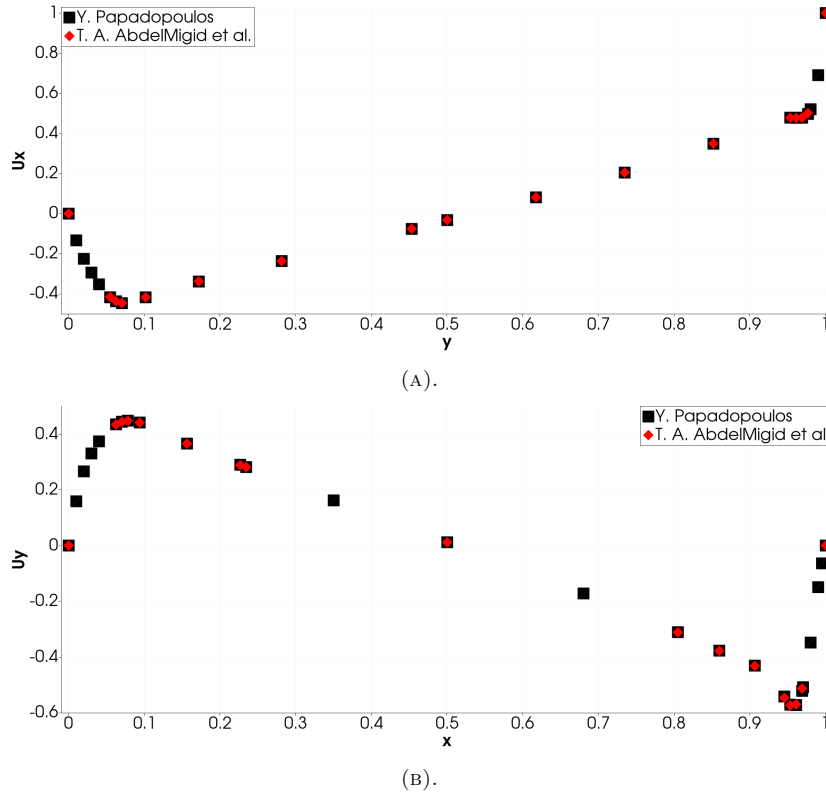 Y. Papadopoulos
T. A. AbdelMigid et al.
1
0.8
0.6
0.4
0.2
0
-0.2
-0.4
Ux
0 0.1 0.2 0.3 0.4 0.5 0.6 0.7 0.8 0.9 1
y
(A).
Y. Papadopoulos
T. A. AbdelMigid et al
0.4
0.2
0
-0.2
-0.4
-0.6
Uy
0 0.1 0.2 0.3 0.4 0.5 0.6 0.7 0.8 0.9 1
x
(B).